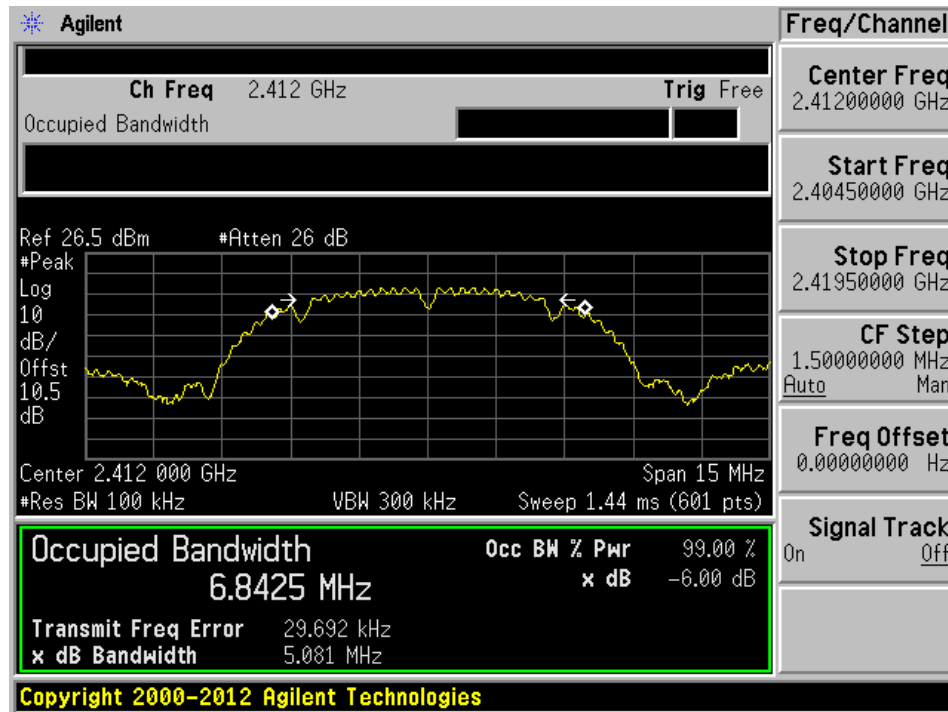 Agilent
Ch Freq 2.412 GHz Trig Free
Occupied Bandwidth
Ref 26.5 dBm #Atten 26 dB
#Peak
Log
10
dB/
Offst
10.5
dB
Center 2.412 000 GHz Span 15 MHz
#Res BW 100 kHz VBW 300 kHz Sweep 1.44 ms (601 pts)
Occupied Bandwidth
6.8425 MHz
Occ BW % Pwr 99.00 %
x dB -6.00 dB
Transmit Freq Error 29.692 kHz
x dB Bandwidth 5.081 MHz
Copyright 2000-2012 Agilent Technologies
Freq/Channel
Center Freq
2.41200000 GHz
Start Freq
2.40450000 GHz
Stop Freq
2.41950000 GHz
CF Step
1.50000000 MHz
Auto Man
Freq Offset
0.00000000 Hz
Signal Track
On Off